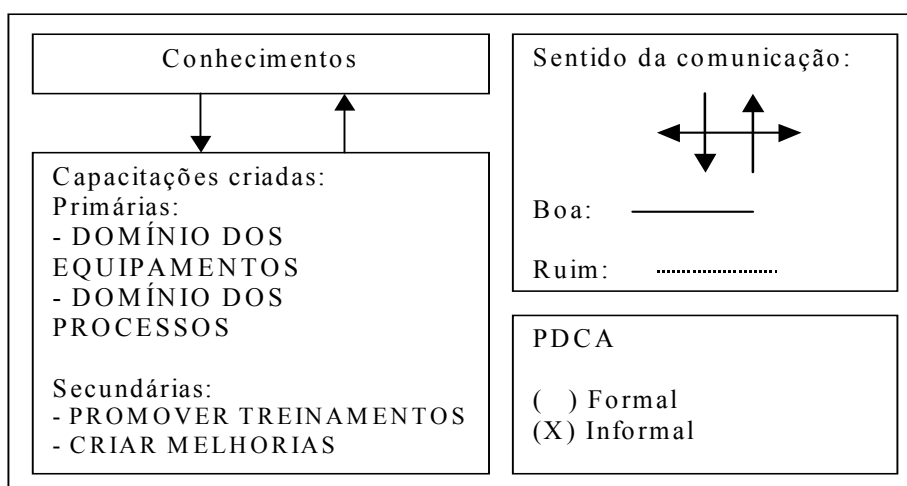 Conhecimentos
Capacitações criadas:
Primárias:
- DOMÍNIO DOS
EQUIPAMENTOS
- DOMÍNIO DOS
PROCESSOS
Secundárias:
- PROMOVER TREINAMENTOS
- CRIAR MELHORIAS
Sentido da comunicação:
Boa:
Ruim:
PDCA
( ) Formal
(X) Informal